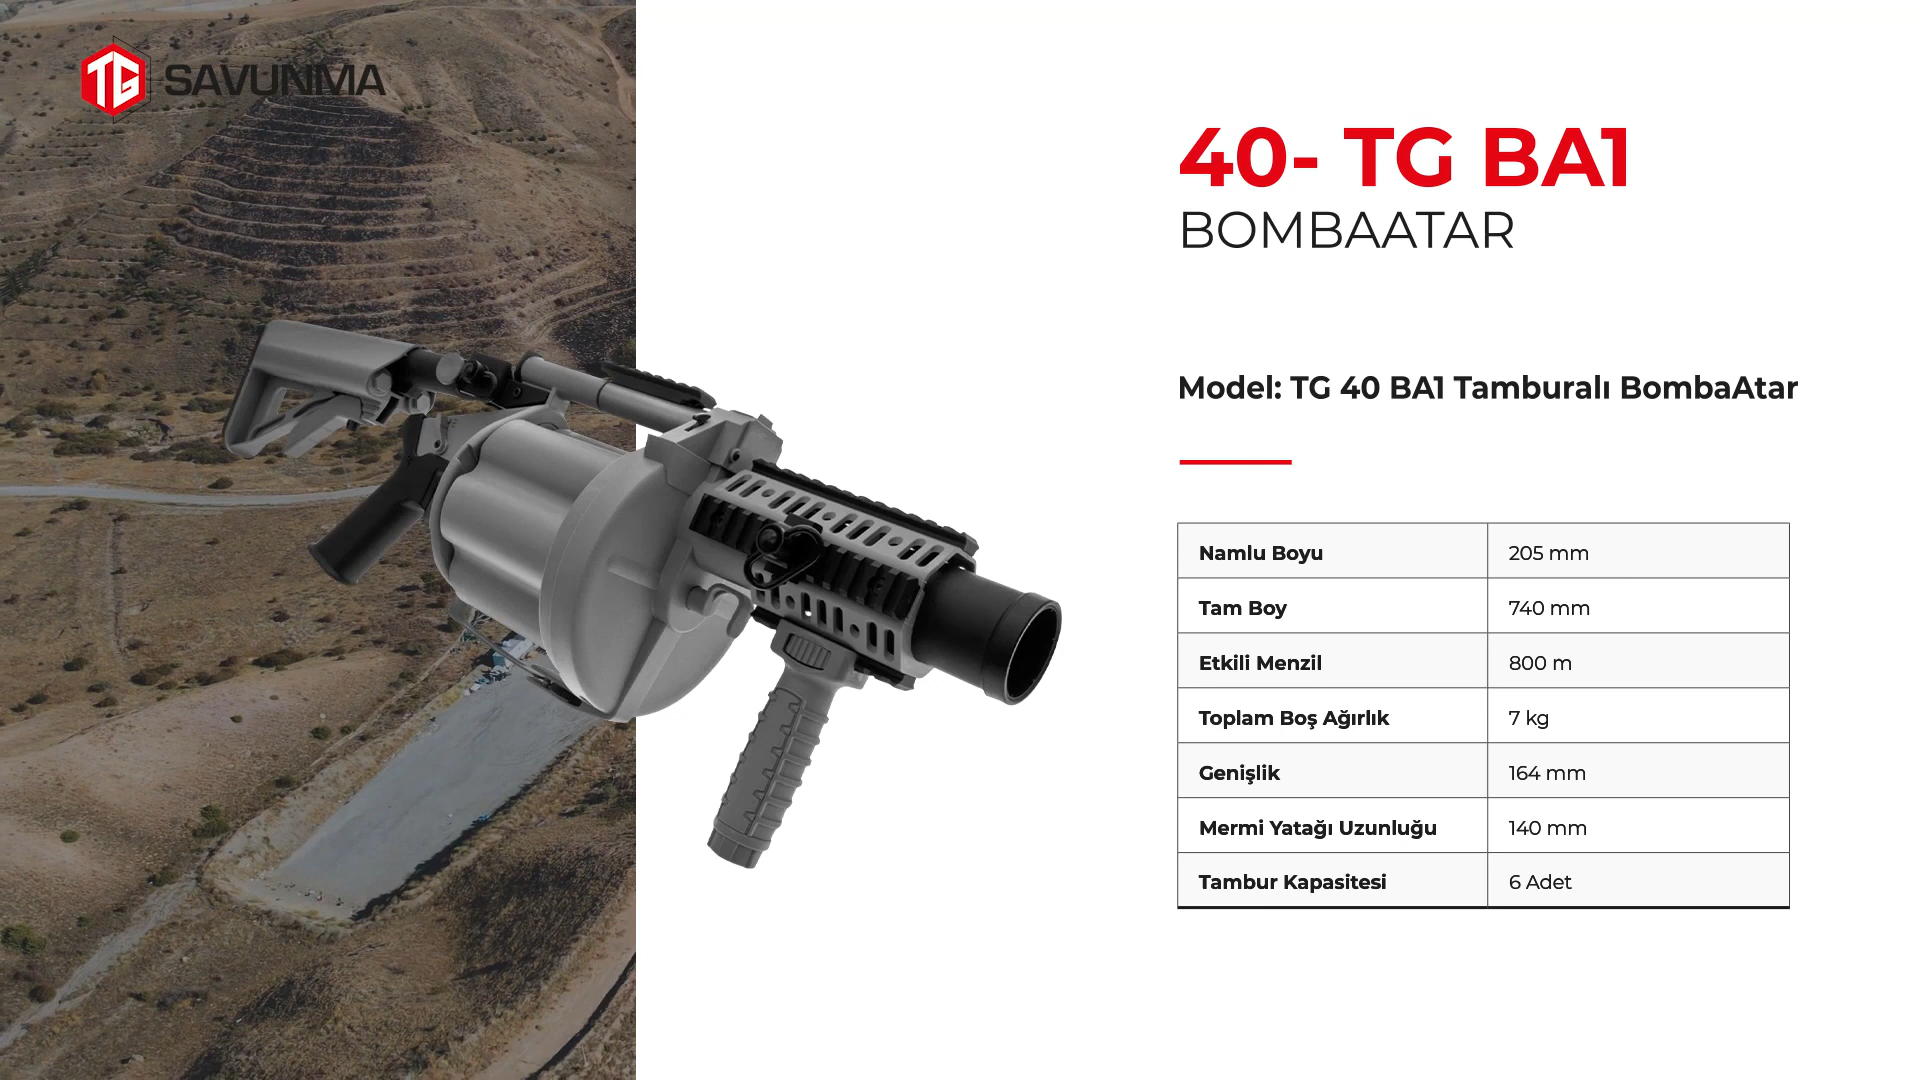 TG SAVUNMA
40- TG BA1
BOMBAATAR
Model: TG 40 BA1 Tamburalı BombaAtar
Namlu Boyu 205 mm
Tam Boy 740 mm
Etkili Menzil 800 m
Toplam Boş Ağırlık 7 kg
Genişlik 164 mm
Mermi Yatağı Uzunluğu 140 mm
Tambur Kapasitesi 6 Adet